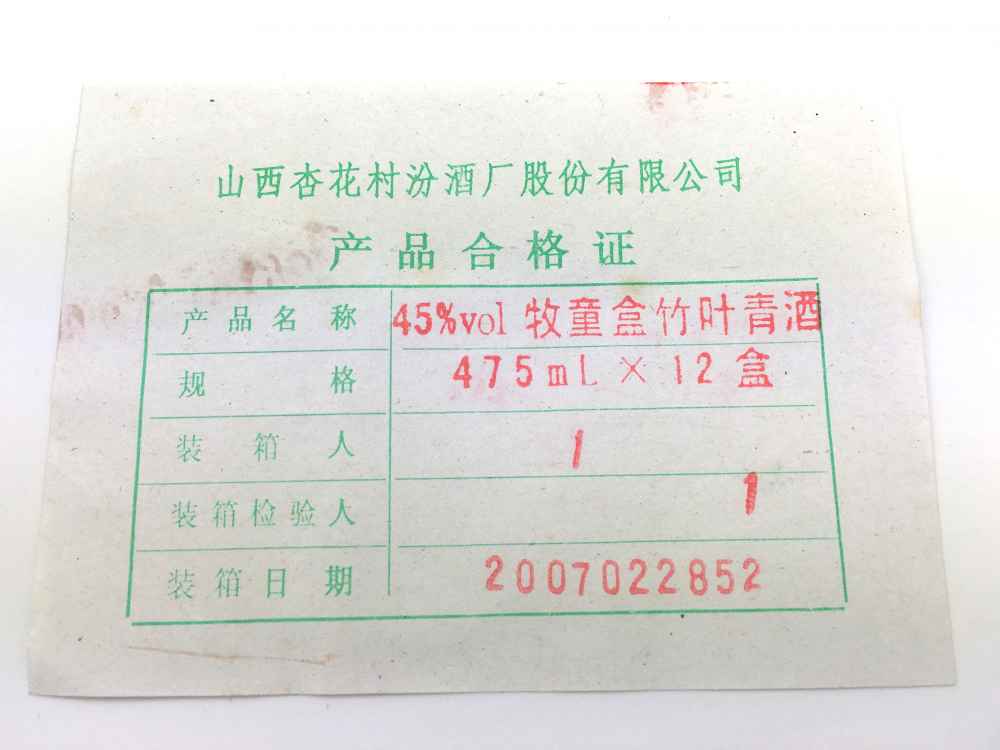 山西杏花村汾酒厂股份有限公司
产品合格证
产品名称 45%vol 牧童盒竹叶青酒
规格 475mL × 12盒
装箱人 1
装箱检验人 1
装箱日期 2007022852